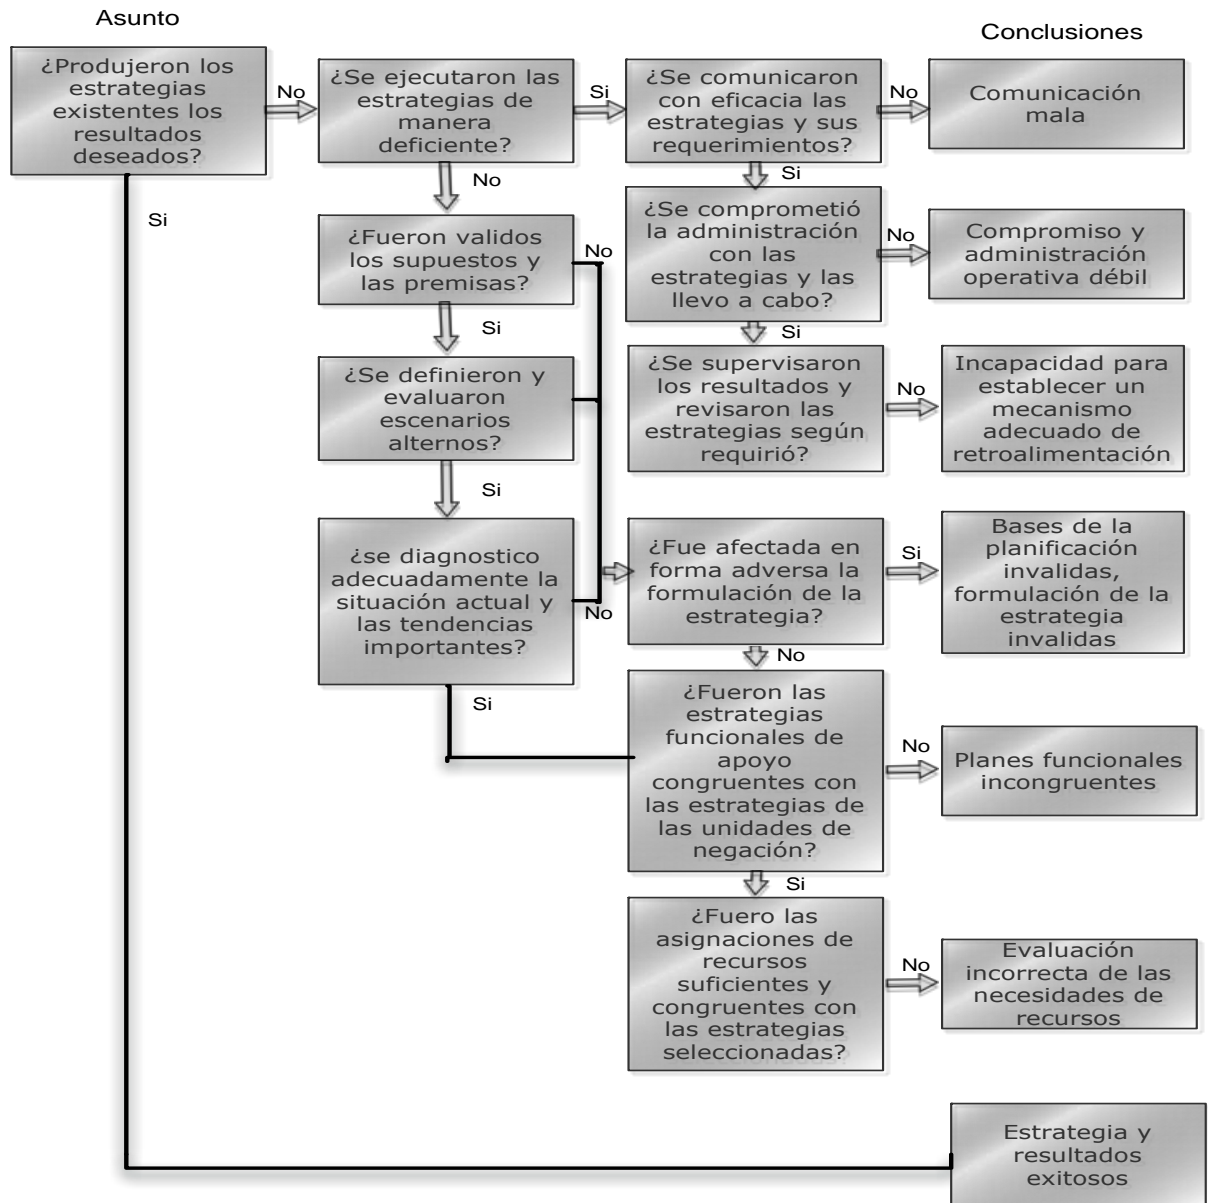 Asunto
Conclusiones
¿Produjeron los
estrategias
existentes los
resultados
deseados?
No
¿Se ejecutaron las
estrategias de
manera
deficiente?
Si
¿Se comunicaron
con eficacia las
estrategias y sus
requerimientos?
No
Comunicación
mala
Si
No
Si
¿Fueron validos
los supuestos y
las premisas?
No
¿Se comprometió
la administración
con las
estrategias y las
llevo a cabo?
No
Compromiso y
administración
operativa débil
Si
Si
¿Se definieron y
evaluaron
escenarios
alternos?
¿Se supervisaron
los resultados y
revisaron las
estrategias según
requirió?
No
Incapacidad para
establecer un
mecanismo
adecuado de
retroalimentación
Si
¿se diagnostico
adecuadamente la
situación actual y
las tendencias
importantes?
No
¿Fue afectada en
forma adversa la
formulación de la
estrategia?
Si
Bases de la
planificación
invalidas,
formulación de la
estrategia
invalidas
No
Si
¿Fueron las
estrategias
funcionales de
apoyo
congruentes con
las estrategias de
las unidades de
negación?
No
Planes funcionales
incongruentes
Si
¿Fuero las
asignaciones de
recursos
suficientes y
congruentes con
las estrategias
seleccionadas?
No
Evaluación
incorrecta de las
necesidades de
recursos
Estrategia y
resultados
exitosos